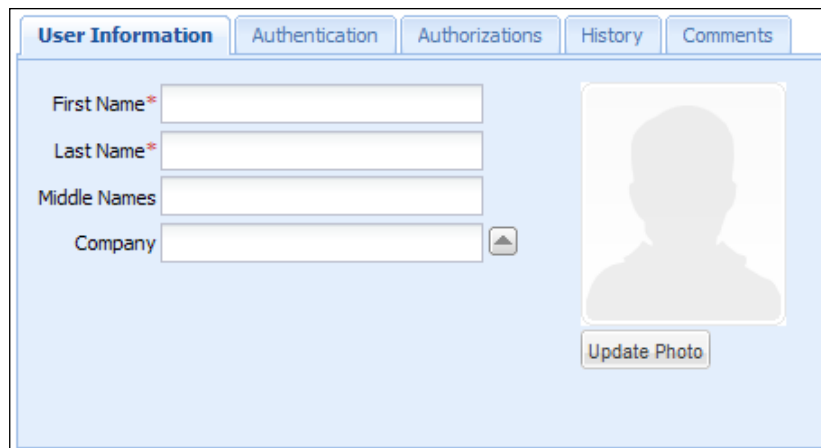 User Information Authentication Authorizations History Comments
First Name*
Last Name*
Middle Names
Company
Update Photo